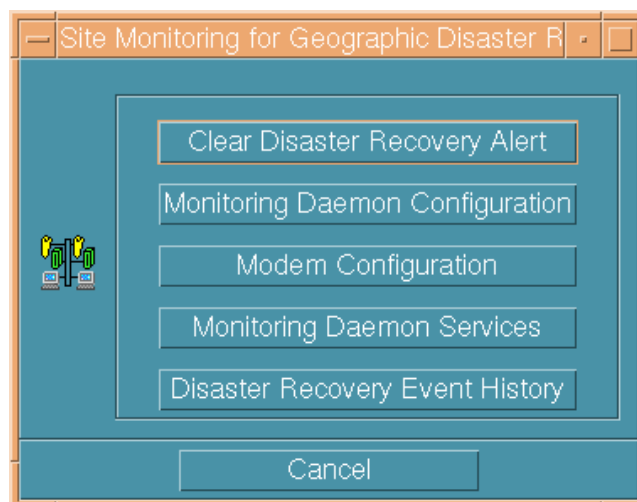 Site Monitoring for Geographic Disaster R
Clear Disaster Recovery Alert
Monitoring Daemon Configuration
Modem Configuration
Monitoring Daemon Services
Disaster Recovery Event History
Cancel